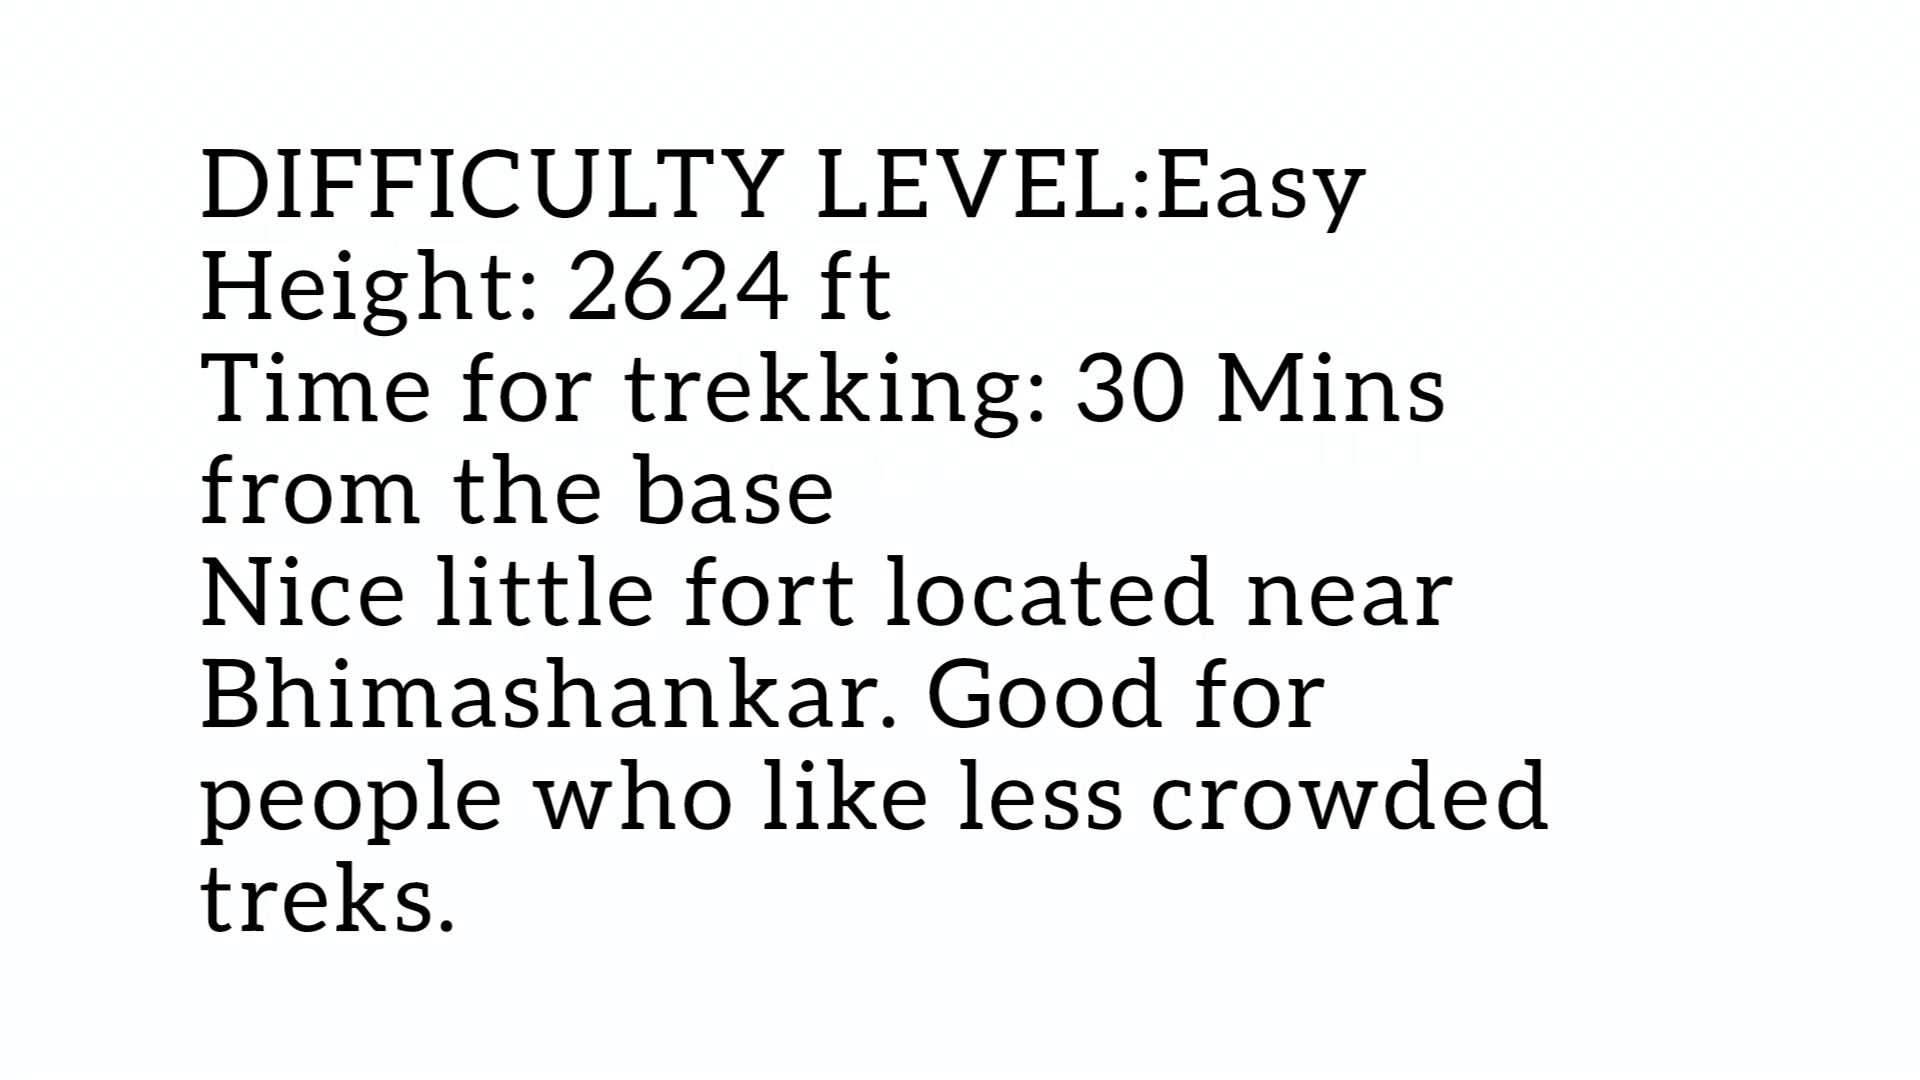 DIFFICULTY LEVEL:Easy
Height: 2624 ft
Time for trekking: 30 Mins
from the base
Nice little fort located near
Bhimashankar. Good for
people who like less crowded
treks.